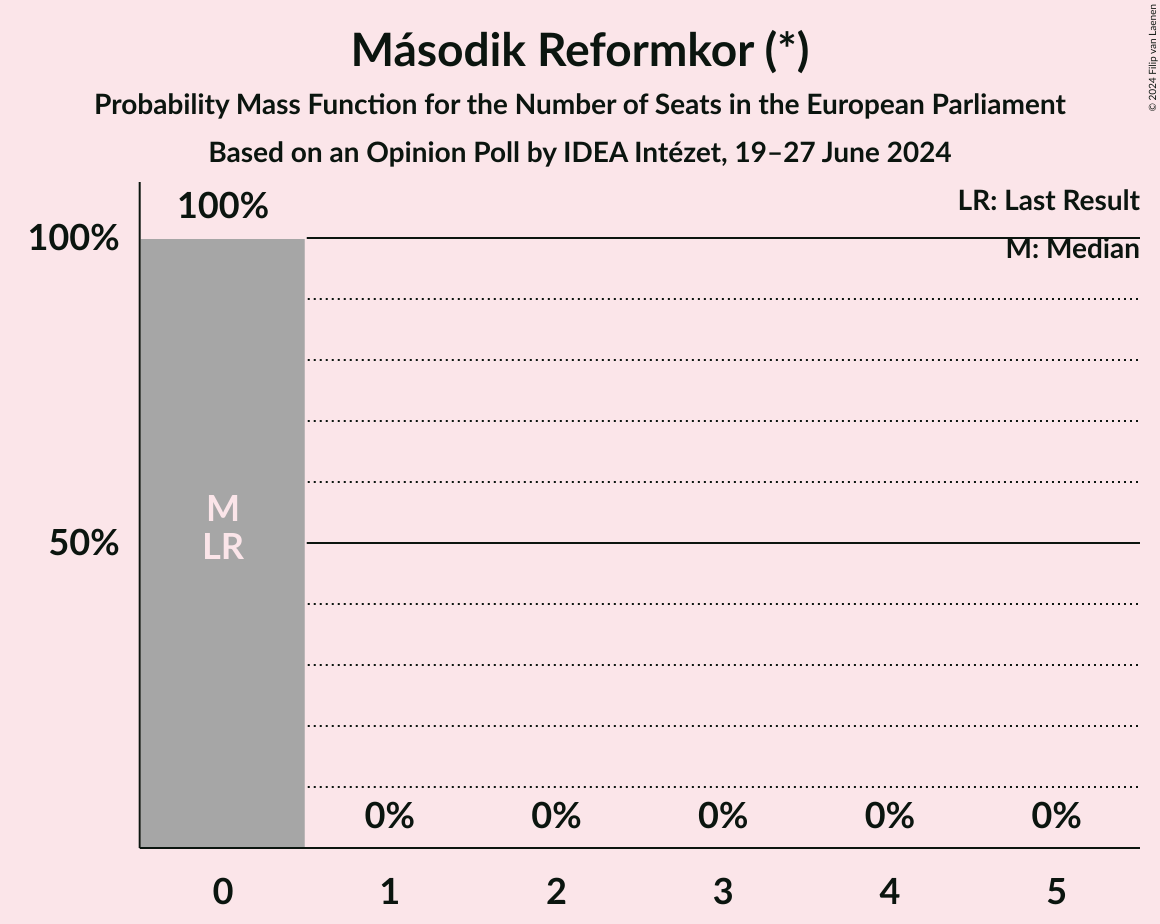 Második Reformkor (*)
Probability Mass Function for the Number of Seats in the European Parliament
Based on an Opinion Poll by IDEA Intézet, 19–27 June 2024
© 2024 Filip van Laenen
LR: Last Result
M: Median
100%
100%
50%
M
LR
0% 0% 0% 0% 0%
0 1 2 3 4 5